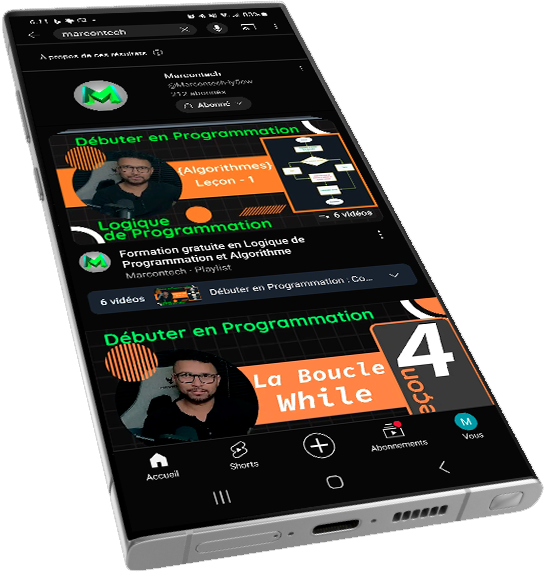 6:11
marcontech
À propos de ces résultats
Marcontech
@Marcontech-ly5ow
212 abonnés
Abonné
Débuter en Programmation
{Algorithmes}
Leçon - 1
Logique
de Programmation
6 vidéos
Formation gratuite en Logique de
Programmation et Algorithme
Marcontech · Playlist
6 vidéos
Débuter en Programmation : Co...
Débuter en Programmation
4
eçon
La Boucle
While
Accueil
Shorts
Abonnements
M
Vous